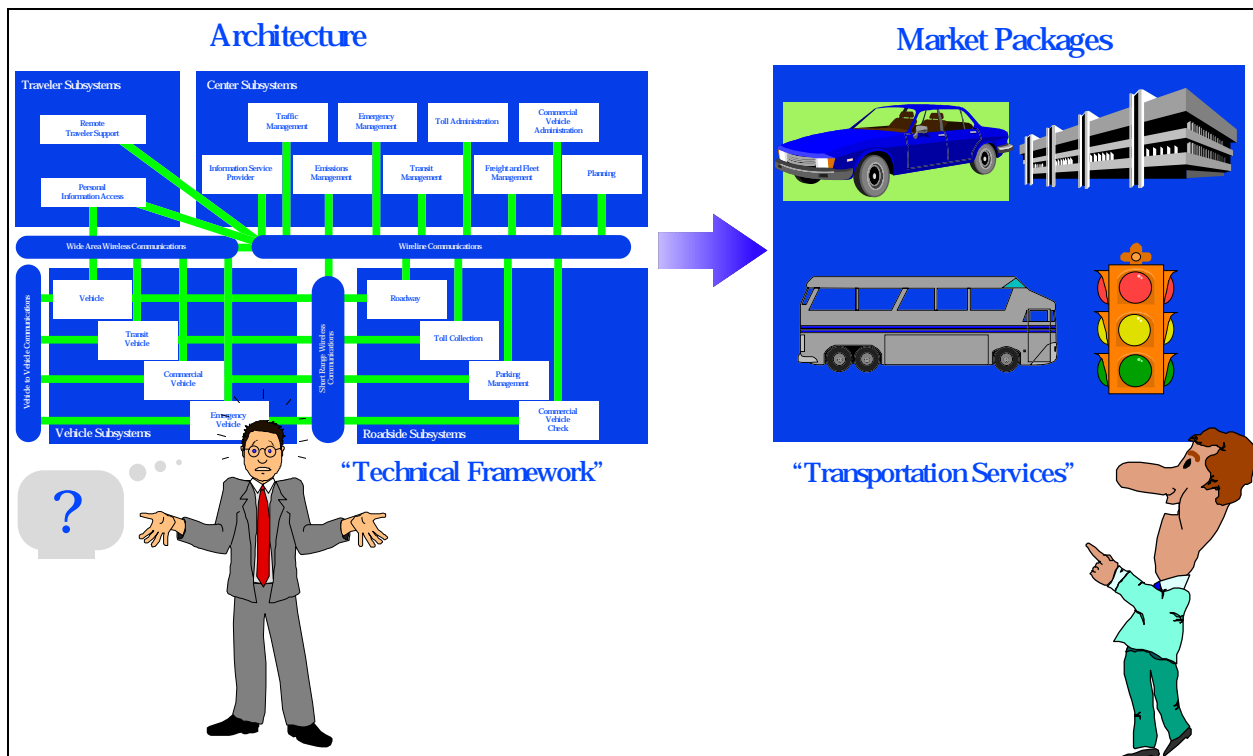 Architecture
Market Packages
Traveler Subsystems
Center Subsystems
Remote
Traveler Support
Personal
Information Access
Traffic
Management
Emergency
Management
Toll Administration
Commercial
Vehicle
Administration
Information Service
Provider
Emissions
Management
Transit
Management
Freight and Fleet
Management
Planning
Wide Area Wireless Communications
Wireline Communications
Vehicle to Vehicle Communications
Vehicle
Transit
Vehicle
Commercial
Vehicle
Emergency
Vehicle
Vehicle Subsystems
Short Range Wireless
Communications
Roadway
Toll Collection
Parking
Management
Commercial
Vehicle
Check
Roadside Subsystems
“Technical Framework”
“Transportation Services”
?